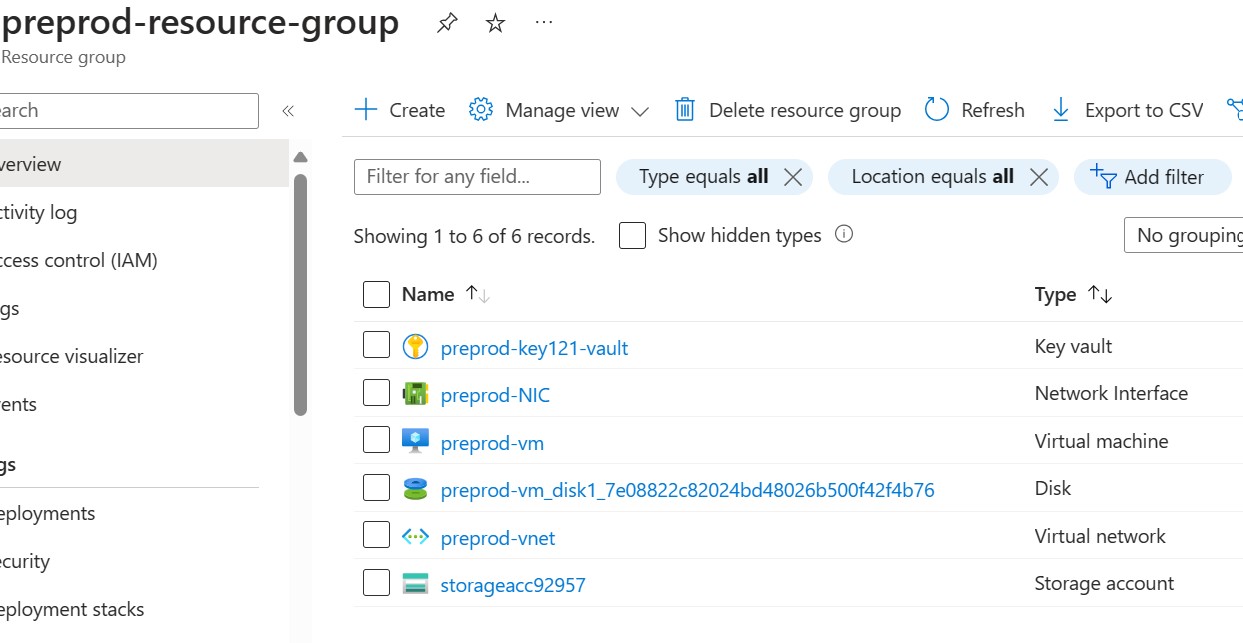 preprod-resource-group
Resource group
earch
Create Manage view Delete resource group Refresh Export to CSV
verview
Filter for any field... Type equals all Location equals all Add filter
ctivity log
Showing 1 to 6 of 6 records. Show hidden types No grouping
ccess control (IAM)
gs
Name Type
esource visualizer
preprod-key121-vault Key vault
ents
preprod-NIC Network Interface
preprod-vm Virtual machine
gs
preprod-vm_disk1_7e08822c82024bd48026b500f42f4b76 Disk
eployments
preprod-vnet Virtual network
ecurity
storageacc92957 Storage account
eployment stacks